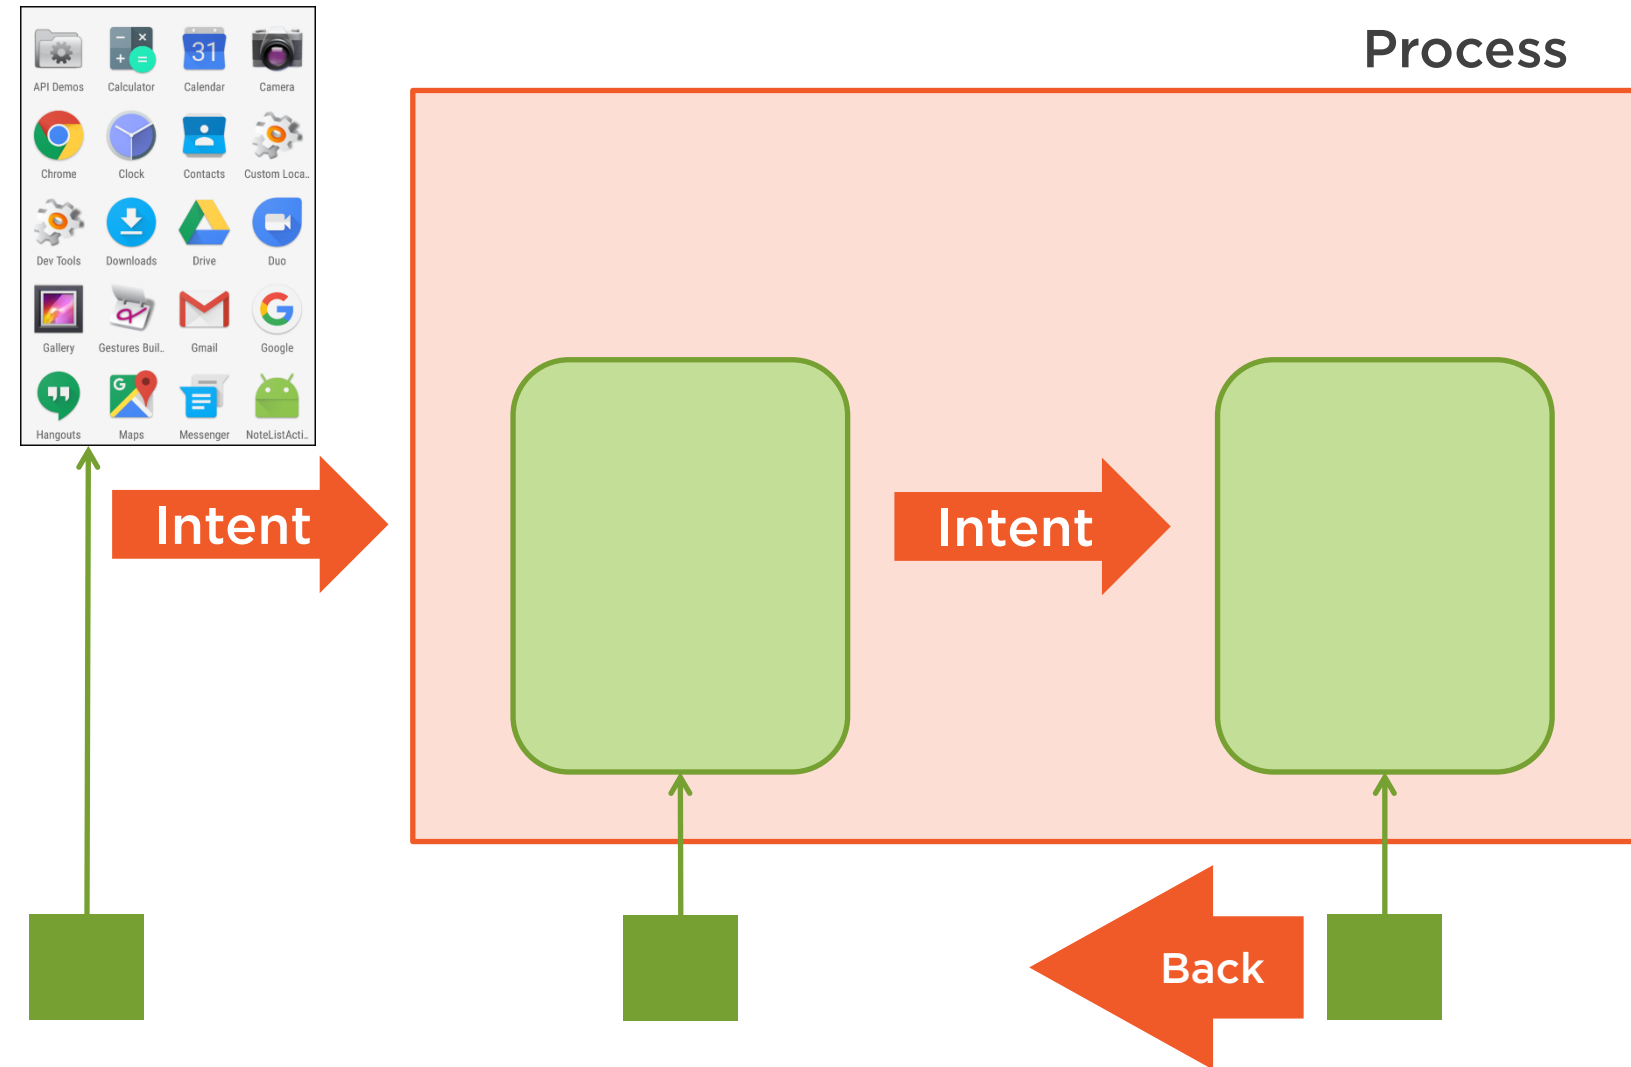 Process
31
API Demos Calculator Calendar Camera
Chrome Clock Contacts Custom Loca..
Dev Tools Downloads Drive Duo
G
Gallery Gestures Buil.. Gmail Google
G
Hangouts Maps Messenger NoteListActi..
Intent
Intent
Back